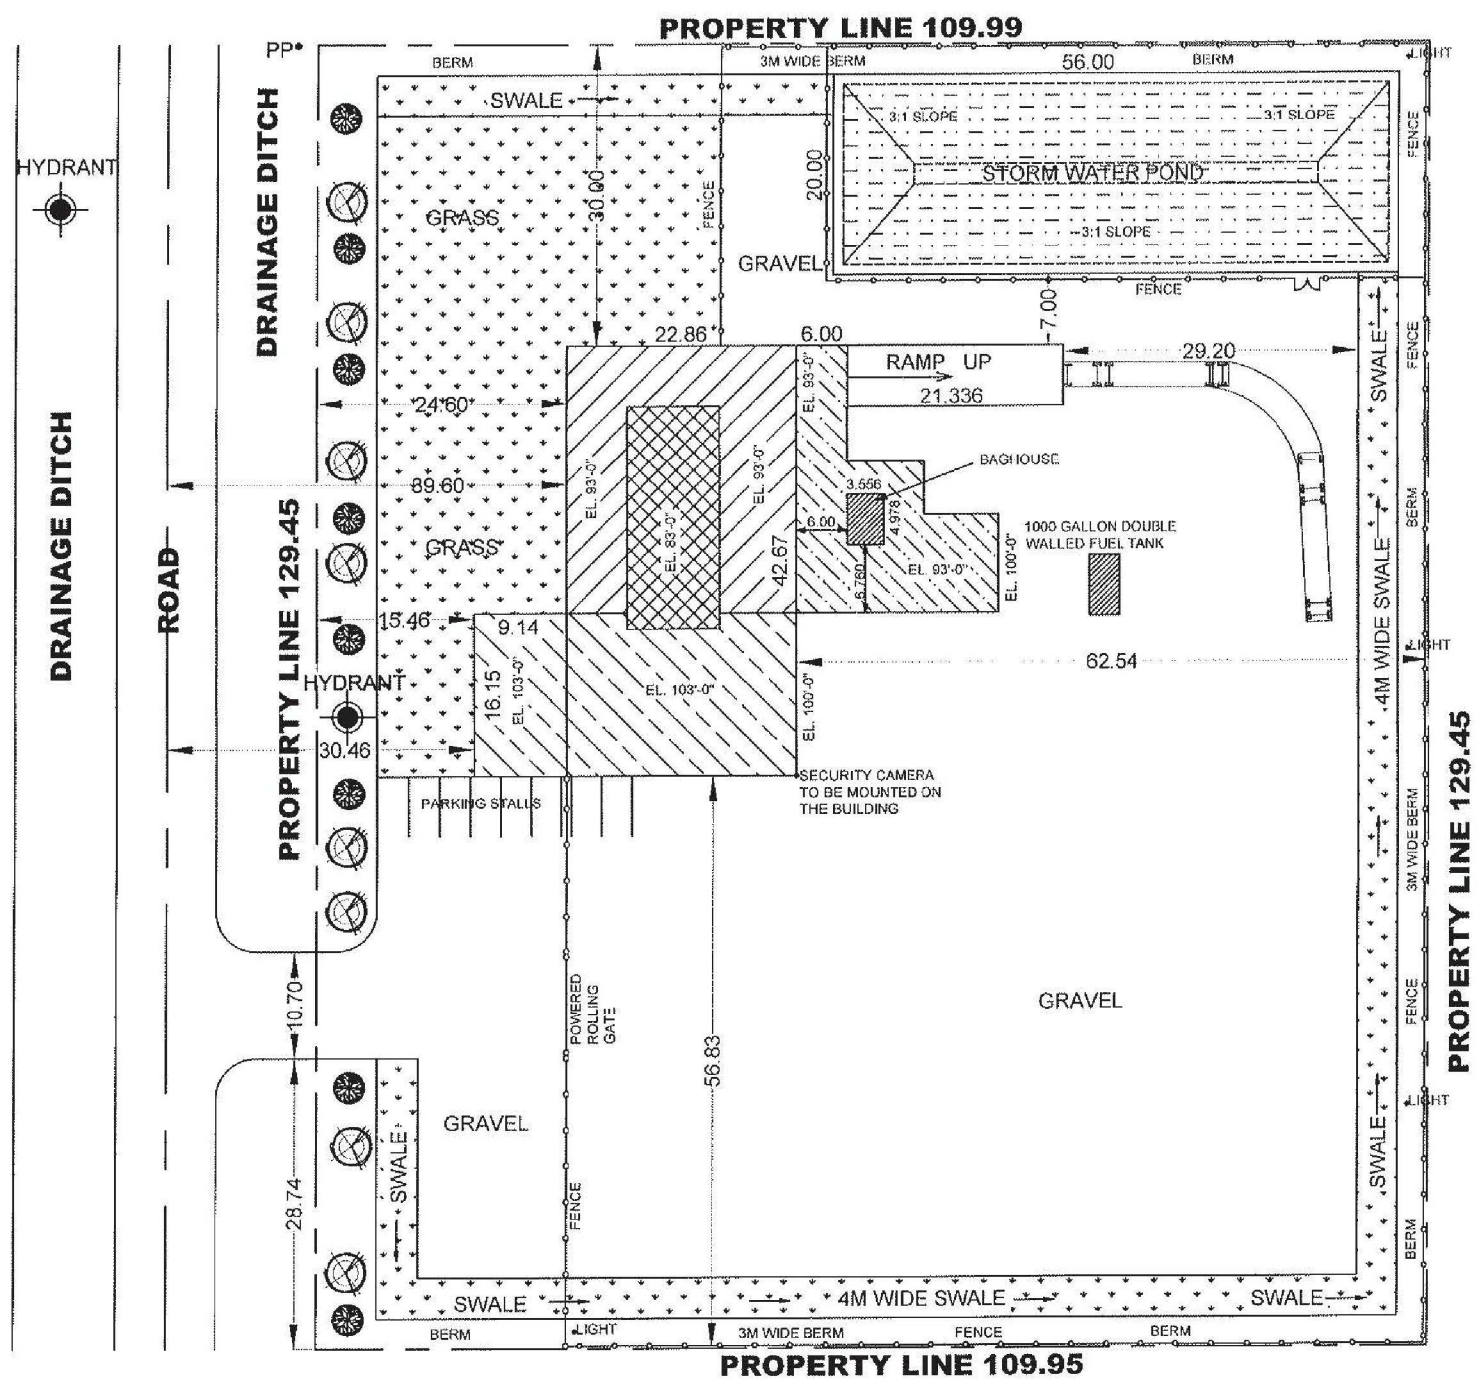 PROPERTY LINE 109.99
PP
BERM
3M WIDE BERM
56.00
BERM
LIGHT
SWALE
3:1 SLOPE
3:1 SLOPE
FENCE
HYDRANT
DRAINAGE DITCH
30.00
20.00
STORM WATER POND
GRASS
FENCE
3:1 SLOPE
GRAVEL
FENCE
7.00
22.86
6.00
29.20
FENCE
SWALE
RAMP UP
21.336
EL. 93'-0"
24.60
BAGHOUSE
DRAINAGE DITCH
89.60
EL. 93'-0"
EL. 93'-0"
3.556
4.978
BERM
6.00
1000 GALLON DOUBLE
WALLED FUEL TANK
EL. 83'-0"
GRASS
42.67
6.760
EL. 93'-0"
EL. 100'-0"
ROAD
PROPERTY LINE 129.45
15.46
9.14
4M WIDE SWALE
LIGHT
62.54
HYDRANT
16.15
EL. 103'-0"
EL. 103'-0"
EL. 100'-0"
30.46
SECURITY CAMERA
TO BE MOUNTED ON
THE BUILDING
PARKING STALLS
3M WIDE BERM
PROPERTY LINE 129.45
10.70
POWERED
ROLLING
GATE
GRAVEL
FENCE
56.83
GRAVEL
LIGHT
SWALE
SWALE
28.74
FENCE
BERM
SWALE
4M WIDE SWALE
SWALE
BERM
LIGHT
3M WIDE BERM
FENCE
BERM
PROPERTY LINE 109.95